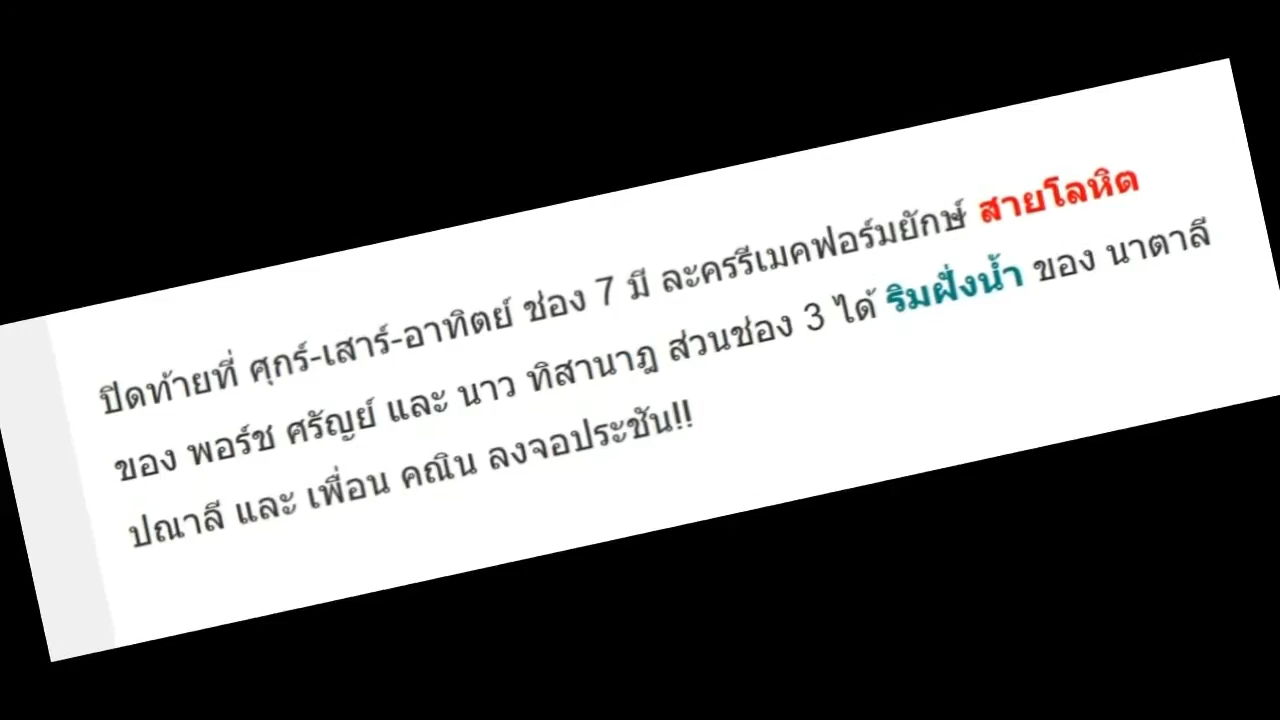 ปิดท้ายที่ ศุกร์-เสาร์-อาทิตย์ ช่อง 7 มี ละครรีเมคฟอร์มยักษ์ สายโลหิต
ของ พอร์ช ศรัญย์ และ นาว ทิสานาฎ ส่วนช่อง 3 ได้ ริมฝั่งน้ำ ของ นาตาลี
ปณาลี และ เพื่อน คณิน ลงจอประชัน!!